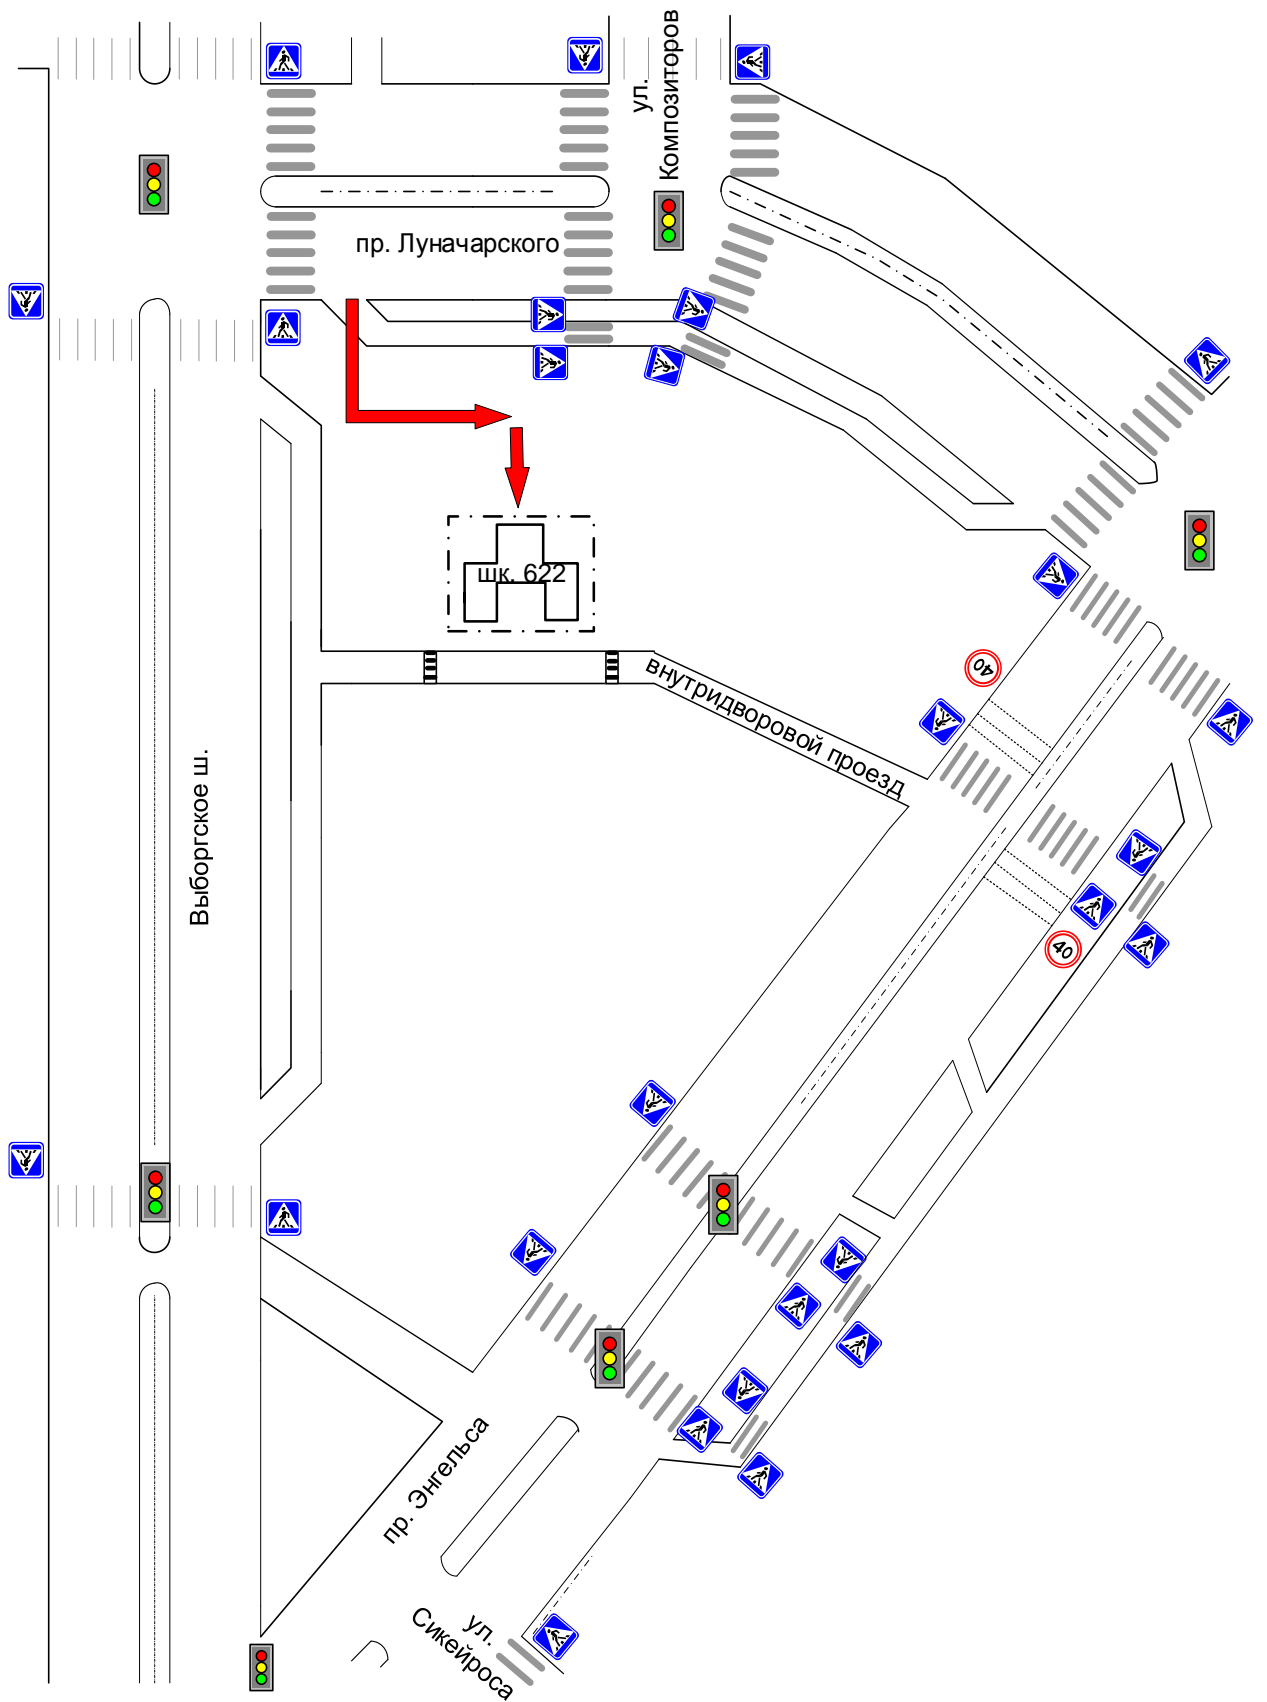 ул.
Композиторов
пр. Луначарского
шк. 622
внутридворовой проезд
40
Выборгское ш.
40
пр. Энгельса
ул.
Сикейроса